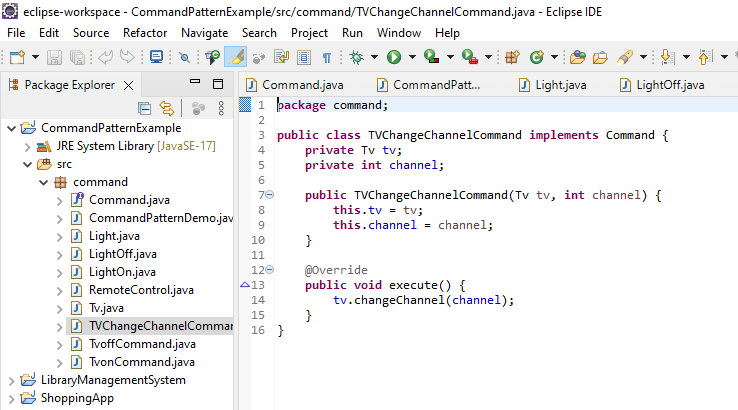 eclipse-workspace - CommandPatternExample/src/command/TVChangeChannelCommand.java - Eclipse IDE
File Edit Source Refactor Navigate Search Project Run Window Help
Package Explorer
CommandPatternExample
JRE System Library [JavaSE-17]
src
command
Command.java
CommandPatternDemo.jav
Light.java
LightOff.java
LightOn.java
RemoteControl.java
Tv.java
TVChangeChannelCommar
TvoffCommand.java
TvonCommand.java
LibraryManagementSystem
ShoppingApp
Command.java CommandPatt... Light.java LightOff.java
1 package command;
2
3 public class TVChangeChannelCommand implements Command {
4 private Tv tv;
5 private int channel;
6
7 public TVChangeChannelCommand(Tv tv, int channel) {
8 this.tv = tv;
9 this.channel = channel;
10 }
11
12 @Override
13 public void execute() {
14 tv.changeChannel(channel);
15 }
16 }